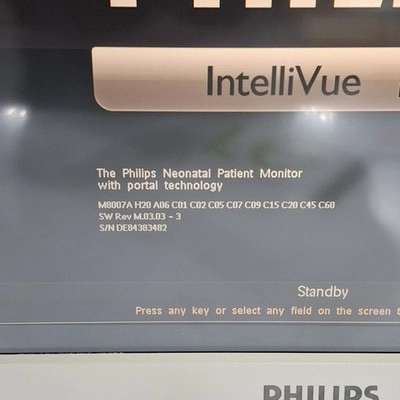 IntelliVue
The Philips Neonatal Patient Monitor
with portal technology
M8007A H20 A06 C01 C02 C05 C07 C09 C15 C20 C45 C60
SW Rev M.03.03 - 3
S/N DE84383482
Standby
Press any key or select any field on the screen
PHILIPS